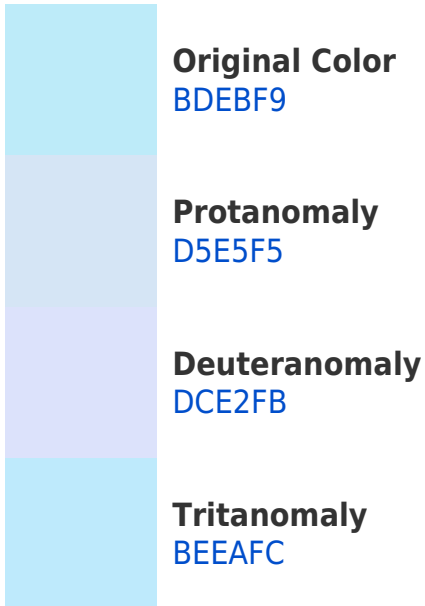 Original Color
BDEBF9
Protanomaly
D5E5F5
Deuteranomaly
DCE2FB
Tritanomaly
BEEAFC